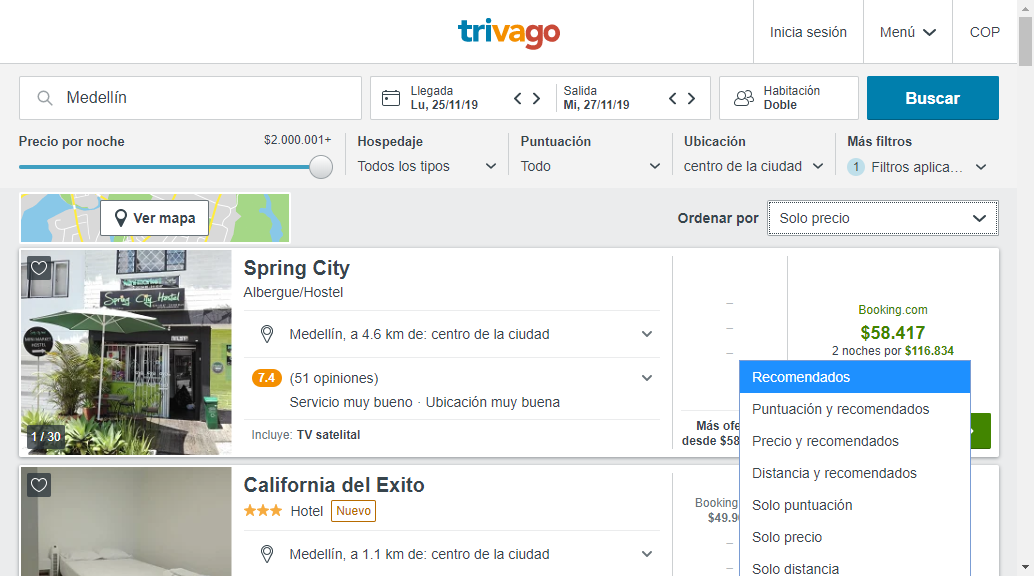 trivago
Inicia sesión
Menú
COP
Medellín
Llegada
Lu, 25/11/19
Salida
Mi, 27/11/19
Habitación
Doble
Buscar
Precio por noche
$2.000.001+
Hospedaje
Todos los tipos
Puntuación
Todo
Ubicación
centro de la ciudad
Más filtros
1 Filtros aplica...
Ver mapa
Ordenar por
Solo precio
Spring City Hostel
1 / 30
Spring City
Albergue/Hostel
Medellín, a 4.6 km de: centro de la ciudad
7.4 (51 opiniones)
Servicio muy bueno · Ubicación muy buena
Incluye: TV satelital
Booking.com
$58.417
2 noches por $116.834
Más ofe
desde $58
Recomendados
Puntuación y recomendados
Precio y recomendados
Distancia y recomendados
Solo puntuación
Solo precio
Solo distancia
California del Exito
Hotel Nuevo
Medellín, a 1.1 km de: centro de la ciudad
Booking
$49.9